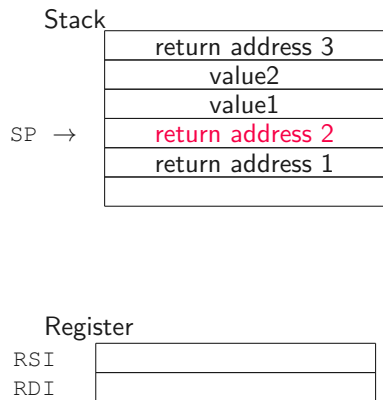 Stack
return address 3
value2
value1
SP → return address 2
return address 1
Register
RSI
RDI